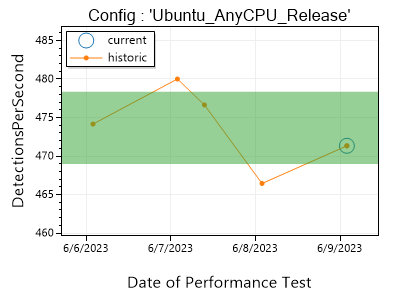 Config : 'Ubuntu_AnyCPU_Release'
current
historic
DetectionsPerSecond
485
480
475
470
465
460
6/6/2023 6/7/2023 6/8/2023 6/9/2023
Date of Performance Test